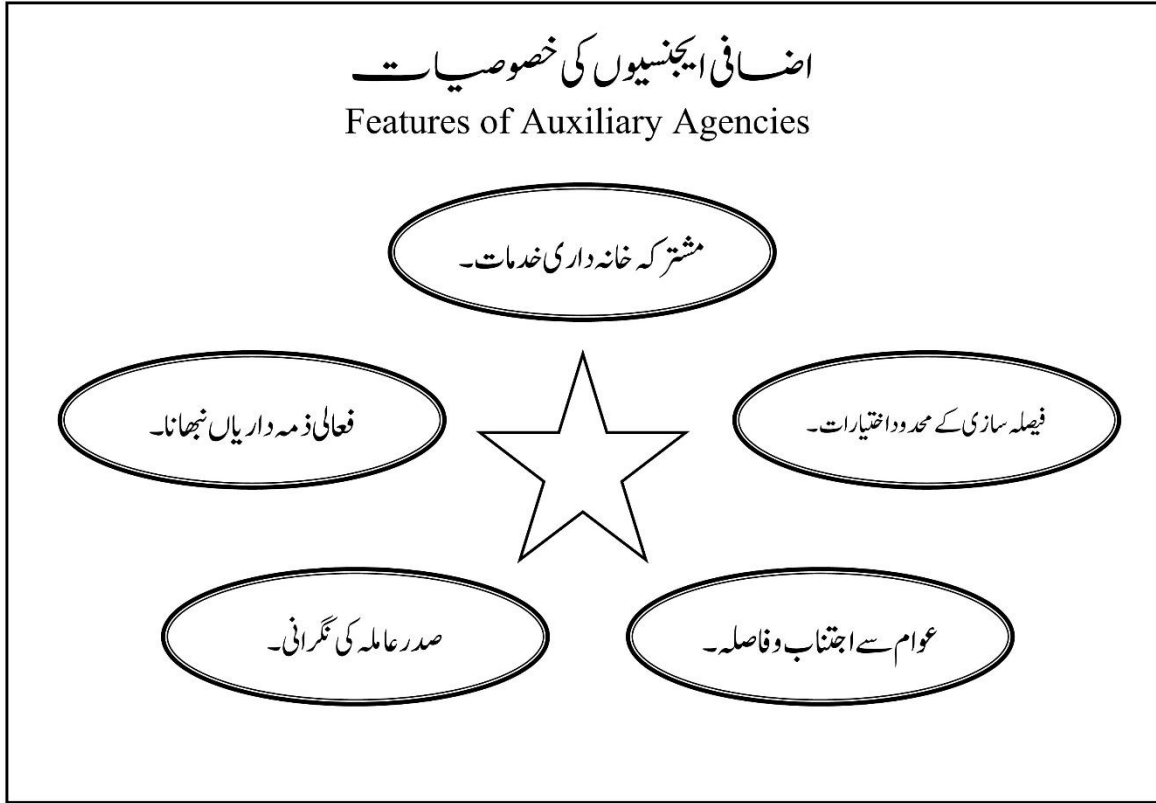 اضافی ایجنسیوں کی خصوصیات
Features of Auxiliary Agencies
مشترکہ خانہ داری خدمات۔
فیصلہ سازی کے محدود اختیارات۔
فعالی ذمہ داریاں نبھانا۔
عوام سے اجتناب و فاصلہ۔
صدر عاملہ کی نگرانی۔